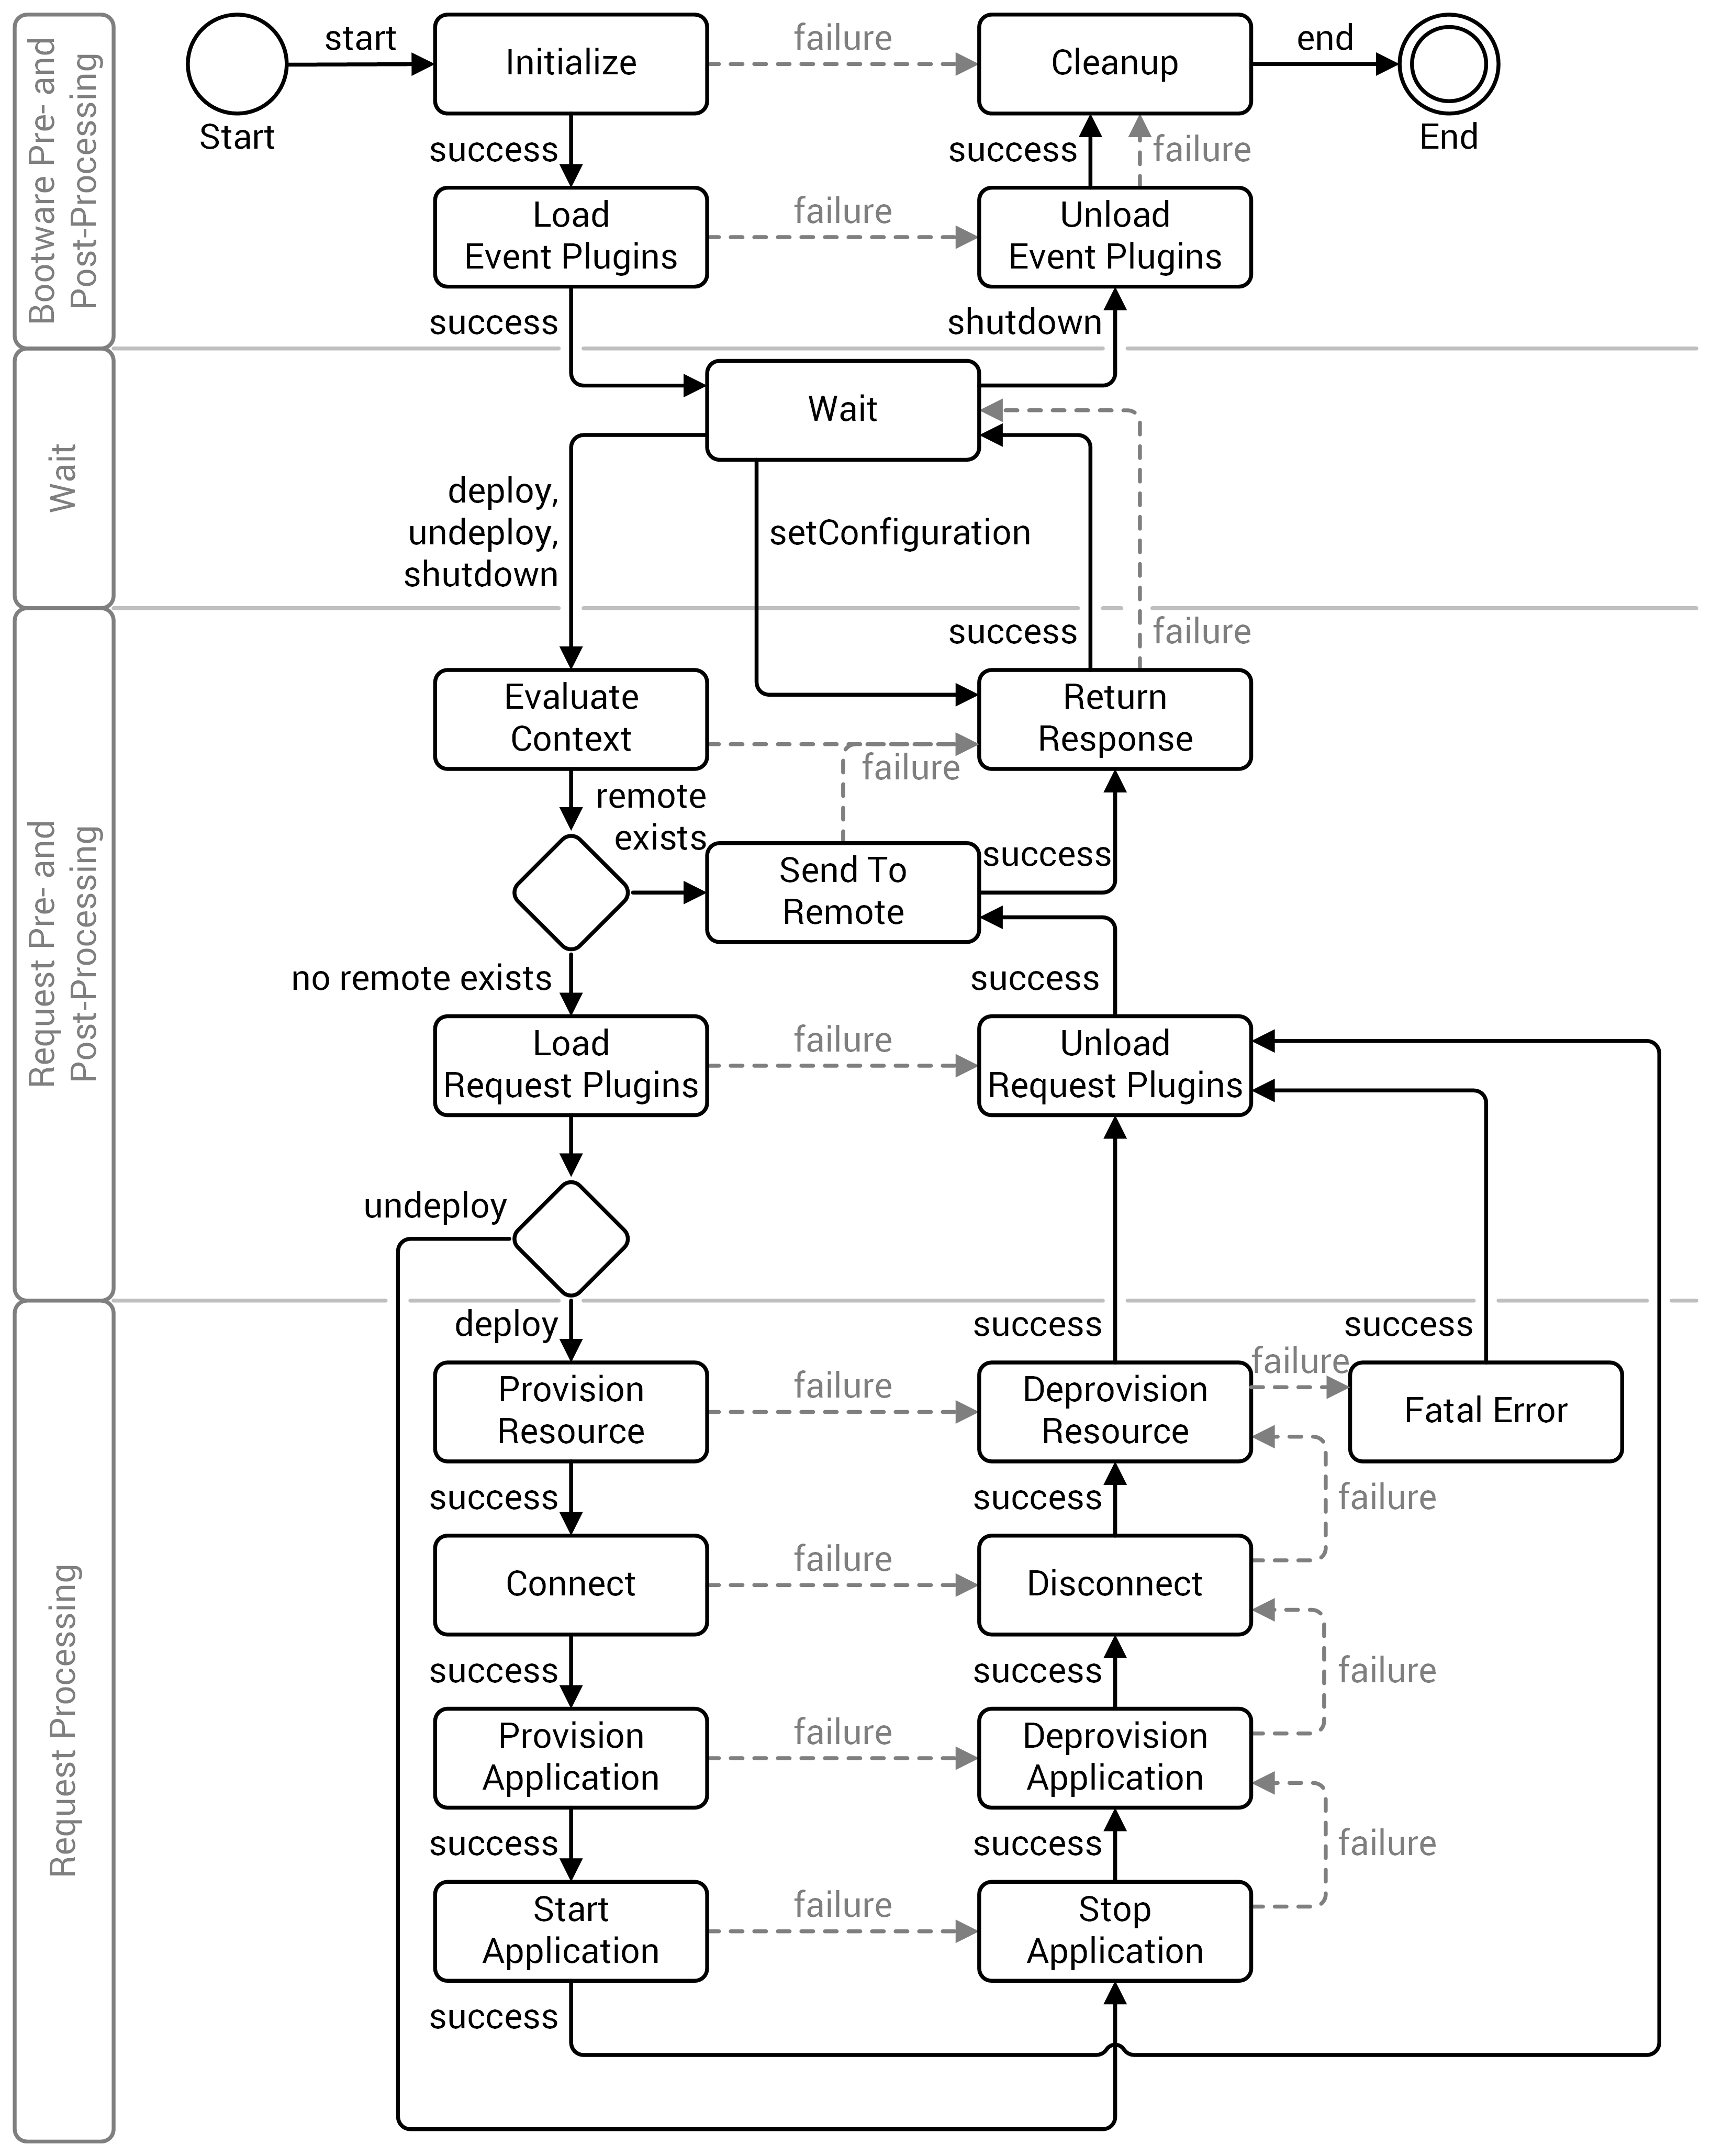 Bootware Pre- and
Post-Processing
start
Start
Initialize
failure
Cleanup
end
End
success
success
failure
Load
Event Plugins
failure
Unload
Event Plugins
success
shutdown
Wait
Wait
deploy,
undeploy,
shutdown
setConfiguration
Request Pre- and
Post-Processing
success
failure
Evaluate
Context
Return
Response
failure
remote
exists
Send To
Remote
success
no remote exists
success
Load
Request Plugins
failure
Unload
Request Plugins
undeploy
Request Processing
deploy
success
success
Provision
Resource
failure
Deprovision
Resource
failure
Fatal Error
success
success
failure
Connect
failure
Disconnect
success
success
failure
Provision
Application
failure
Deprovision
Application
success
success
failure
Start
Application
failure
Stop
Application
success